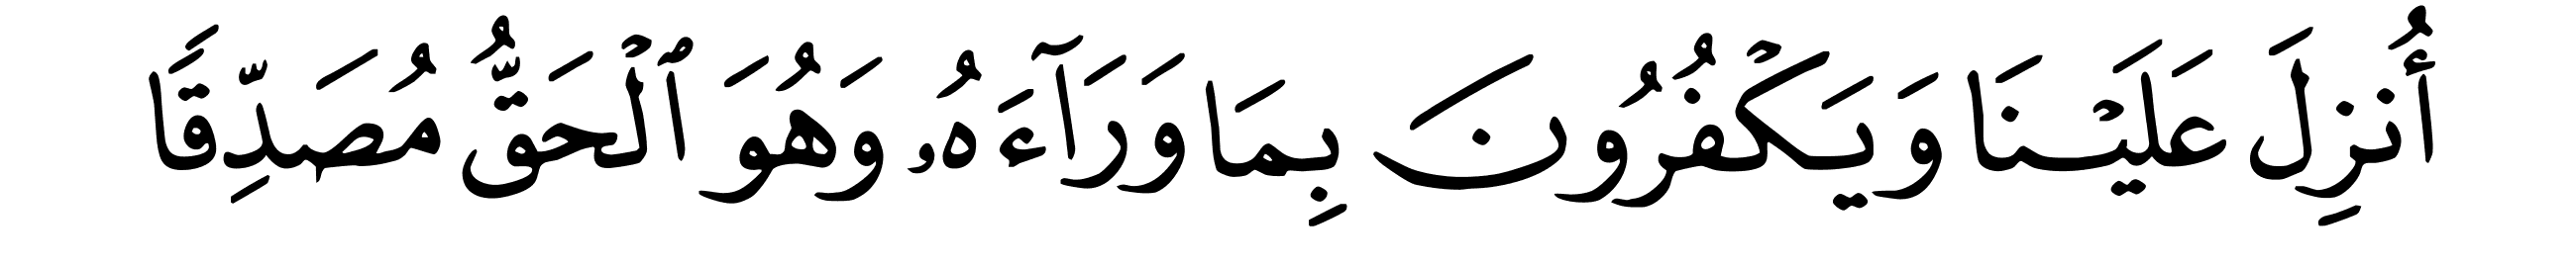 أُنزِلَ عَلَيۡنَا وَيَكۡفُرُونَ بِمَا وَرَآءَهُۥ وَهُوَ ٱلۡحَقُّ مُصَدِّقٗا